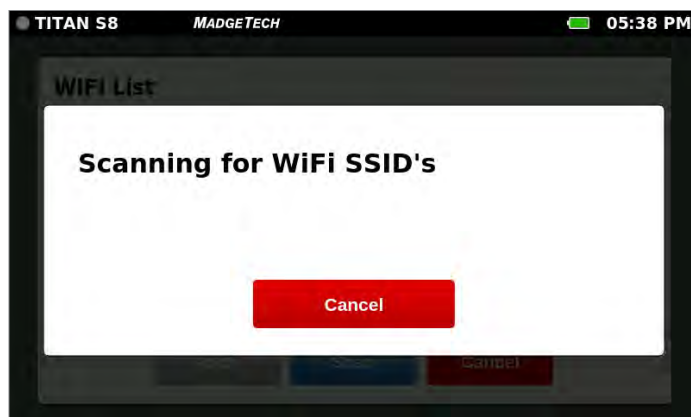 TITAN S8 MADGETECH 05:38 PM
WIFI List
Scanning for WiFi SSID's
Cancel
Cancel